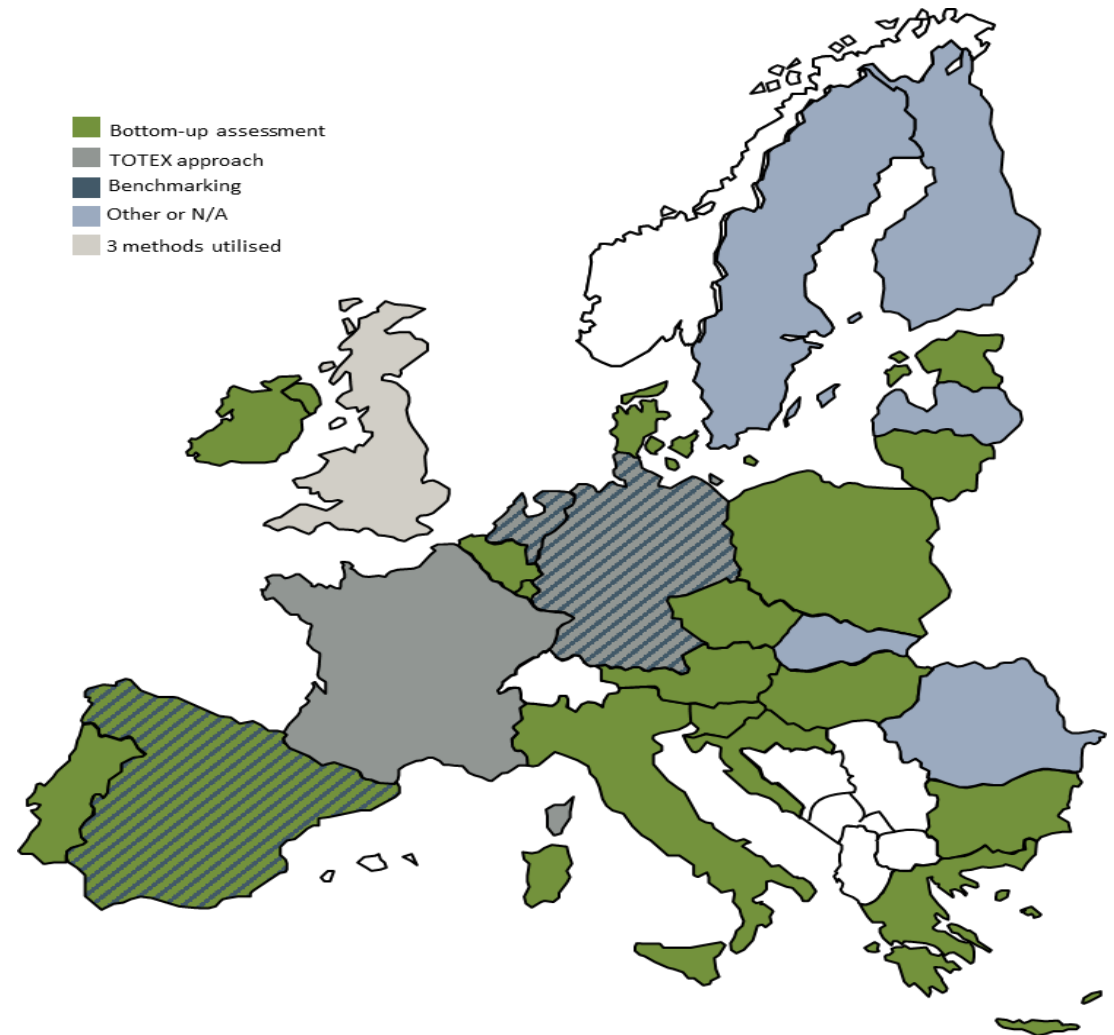 Bottom-up assessment
TOTEX approach
Benchmarking
Other or N/A
3 methods utilised